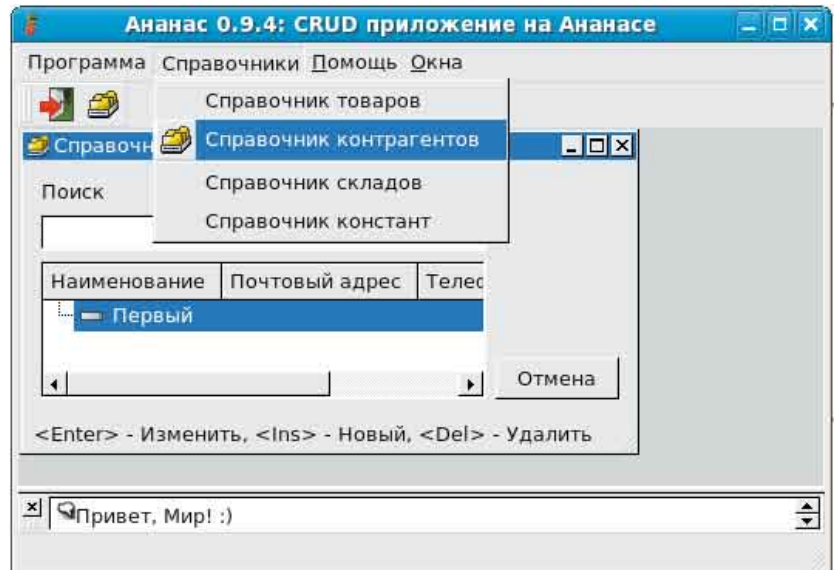 Ананас 0.9.4: CRUD приложение на Ананасе
Программа Справочники Помощь Окна
Справочник товаров
Справочник контрагентов
Справочник складов
Справочник констант
Справочн
Поиск
Наименование Почтовый адрес Телес
Первый
Отмена
<Enter> - Изменить, <Ins> - Новый, <Del> - Удалить
Привет, Мир! :)